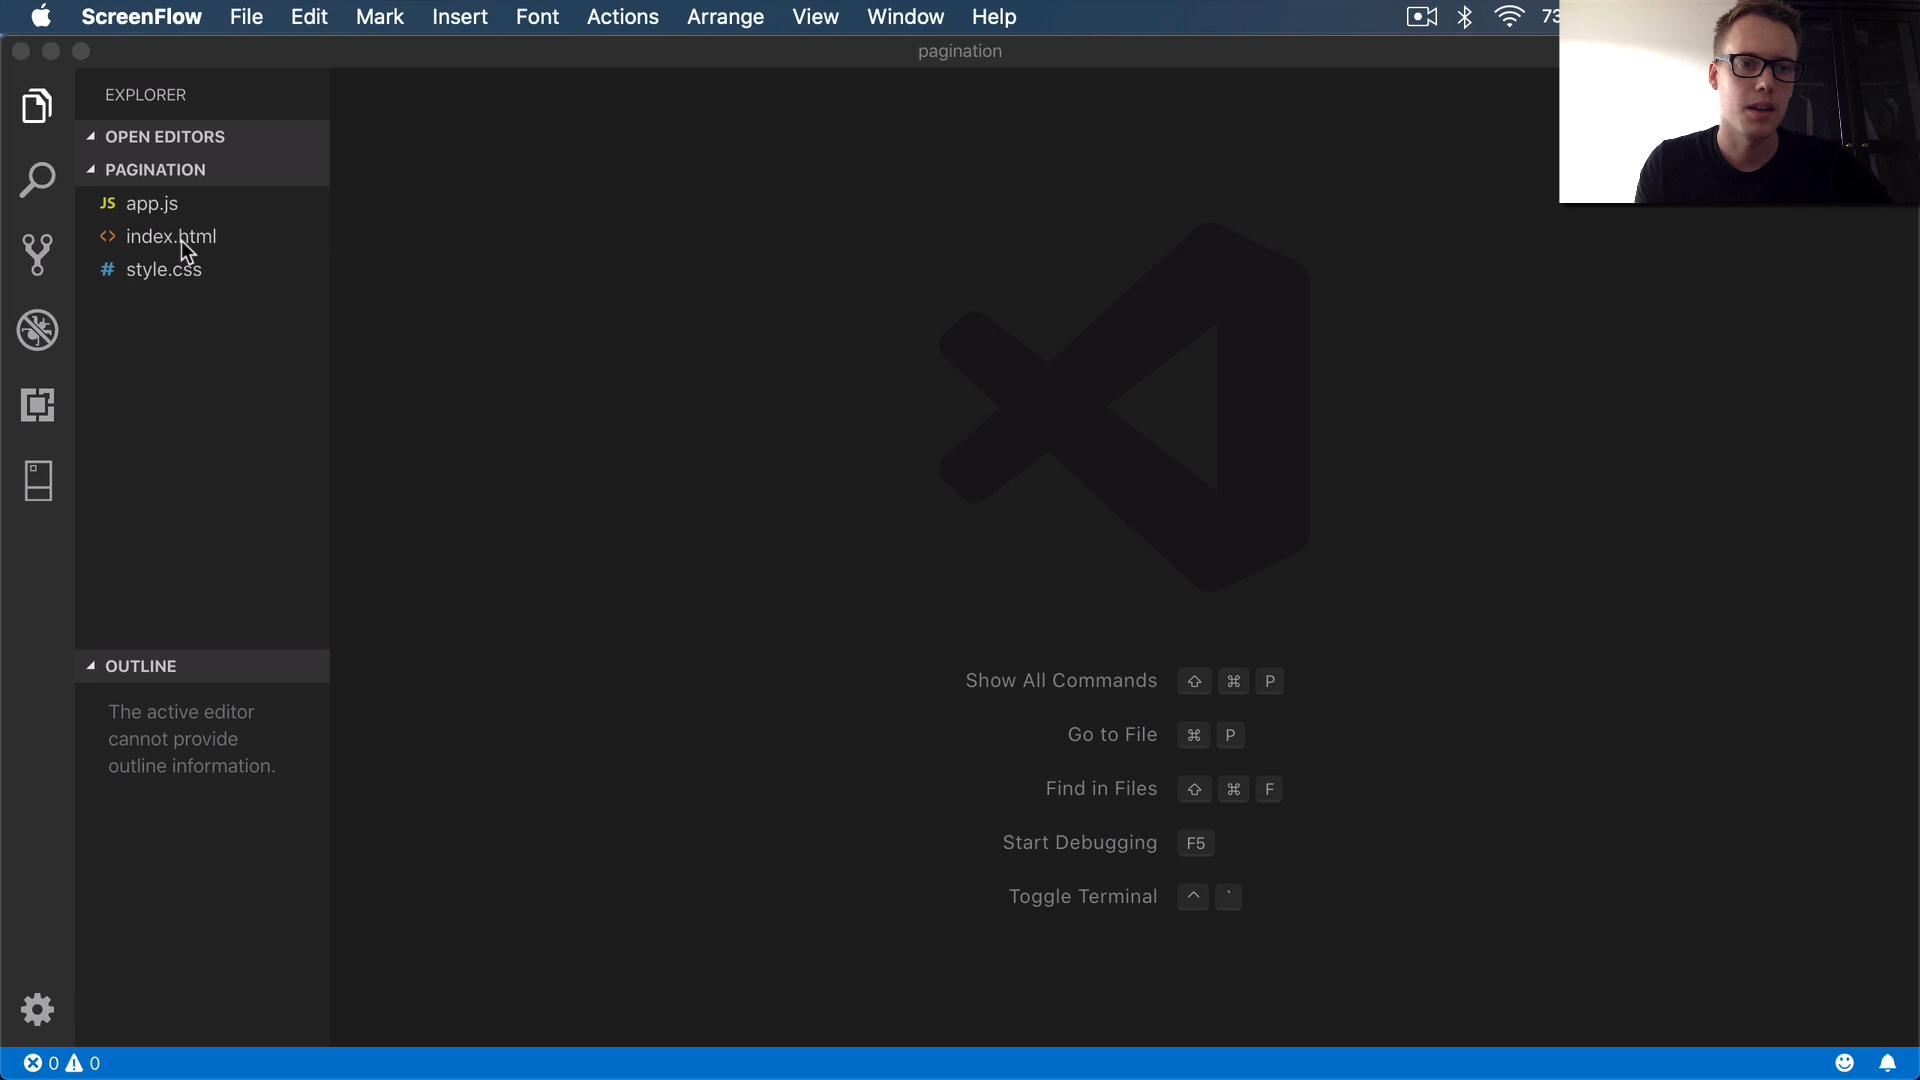 ScreenFlow File Edit Mark Insert Font Actions Arrange View Window Help 73
pagination
EXPLORER
OPEN EDITORS
PAGINATION
JS app.js
<> index.html
# style.css
OUTLINE
The active editor
cannot provide
outline information.
Show All Commands ⇧ ⌘ P
Go to File ⌘ P
Find in Files ⇧ ⌘ F
Start Debugging F5
Toggle Terminal ^ `
0 0